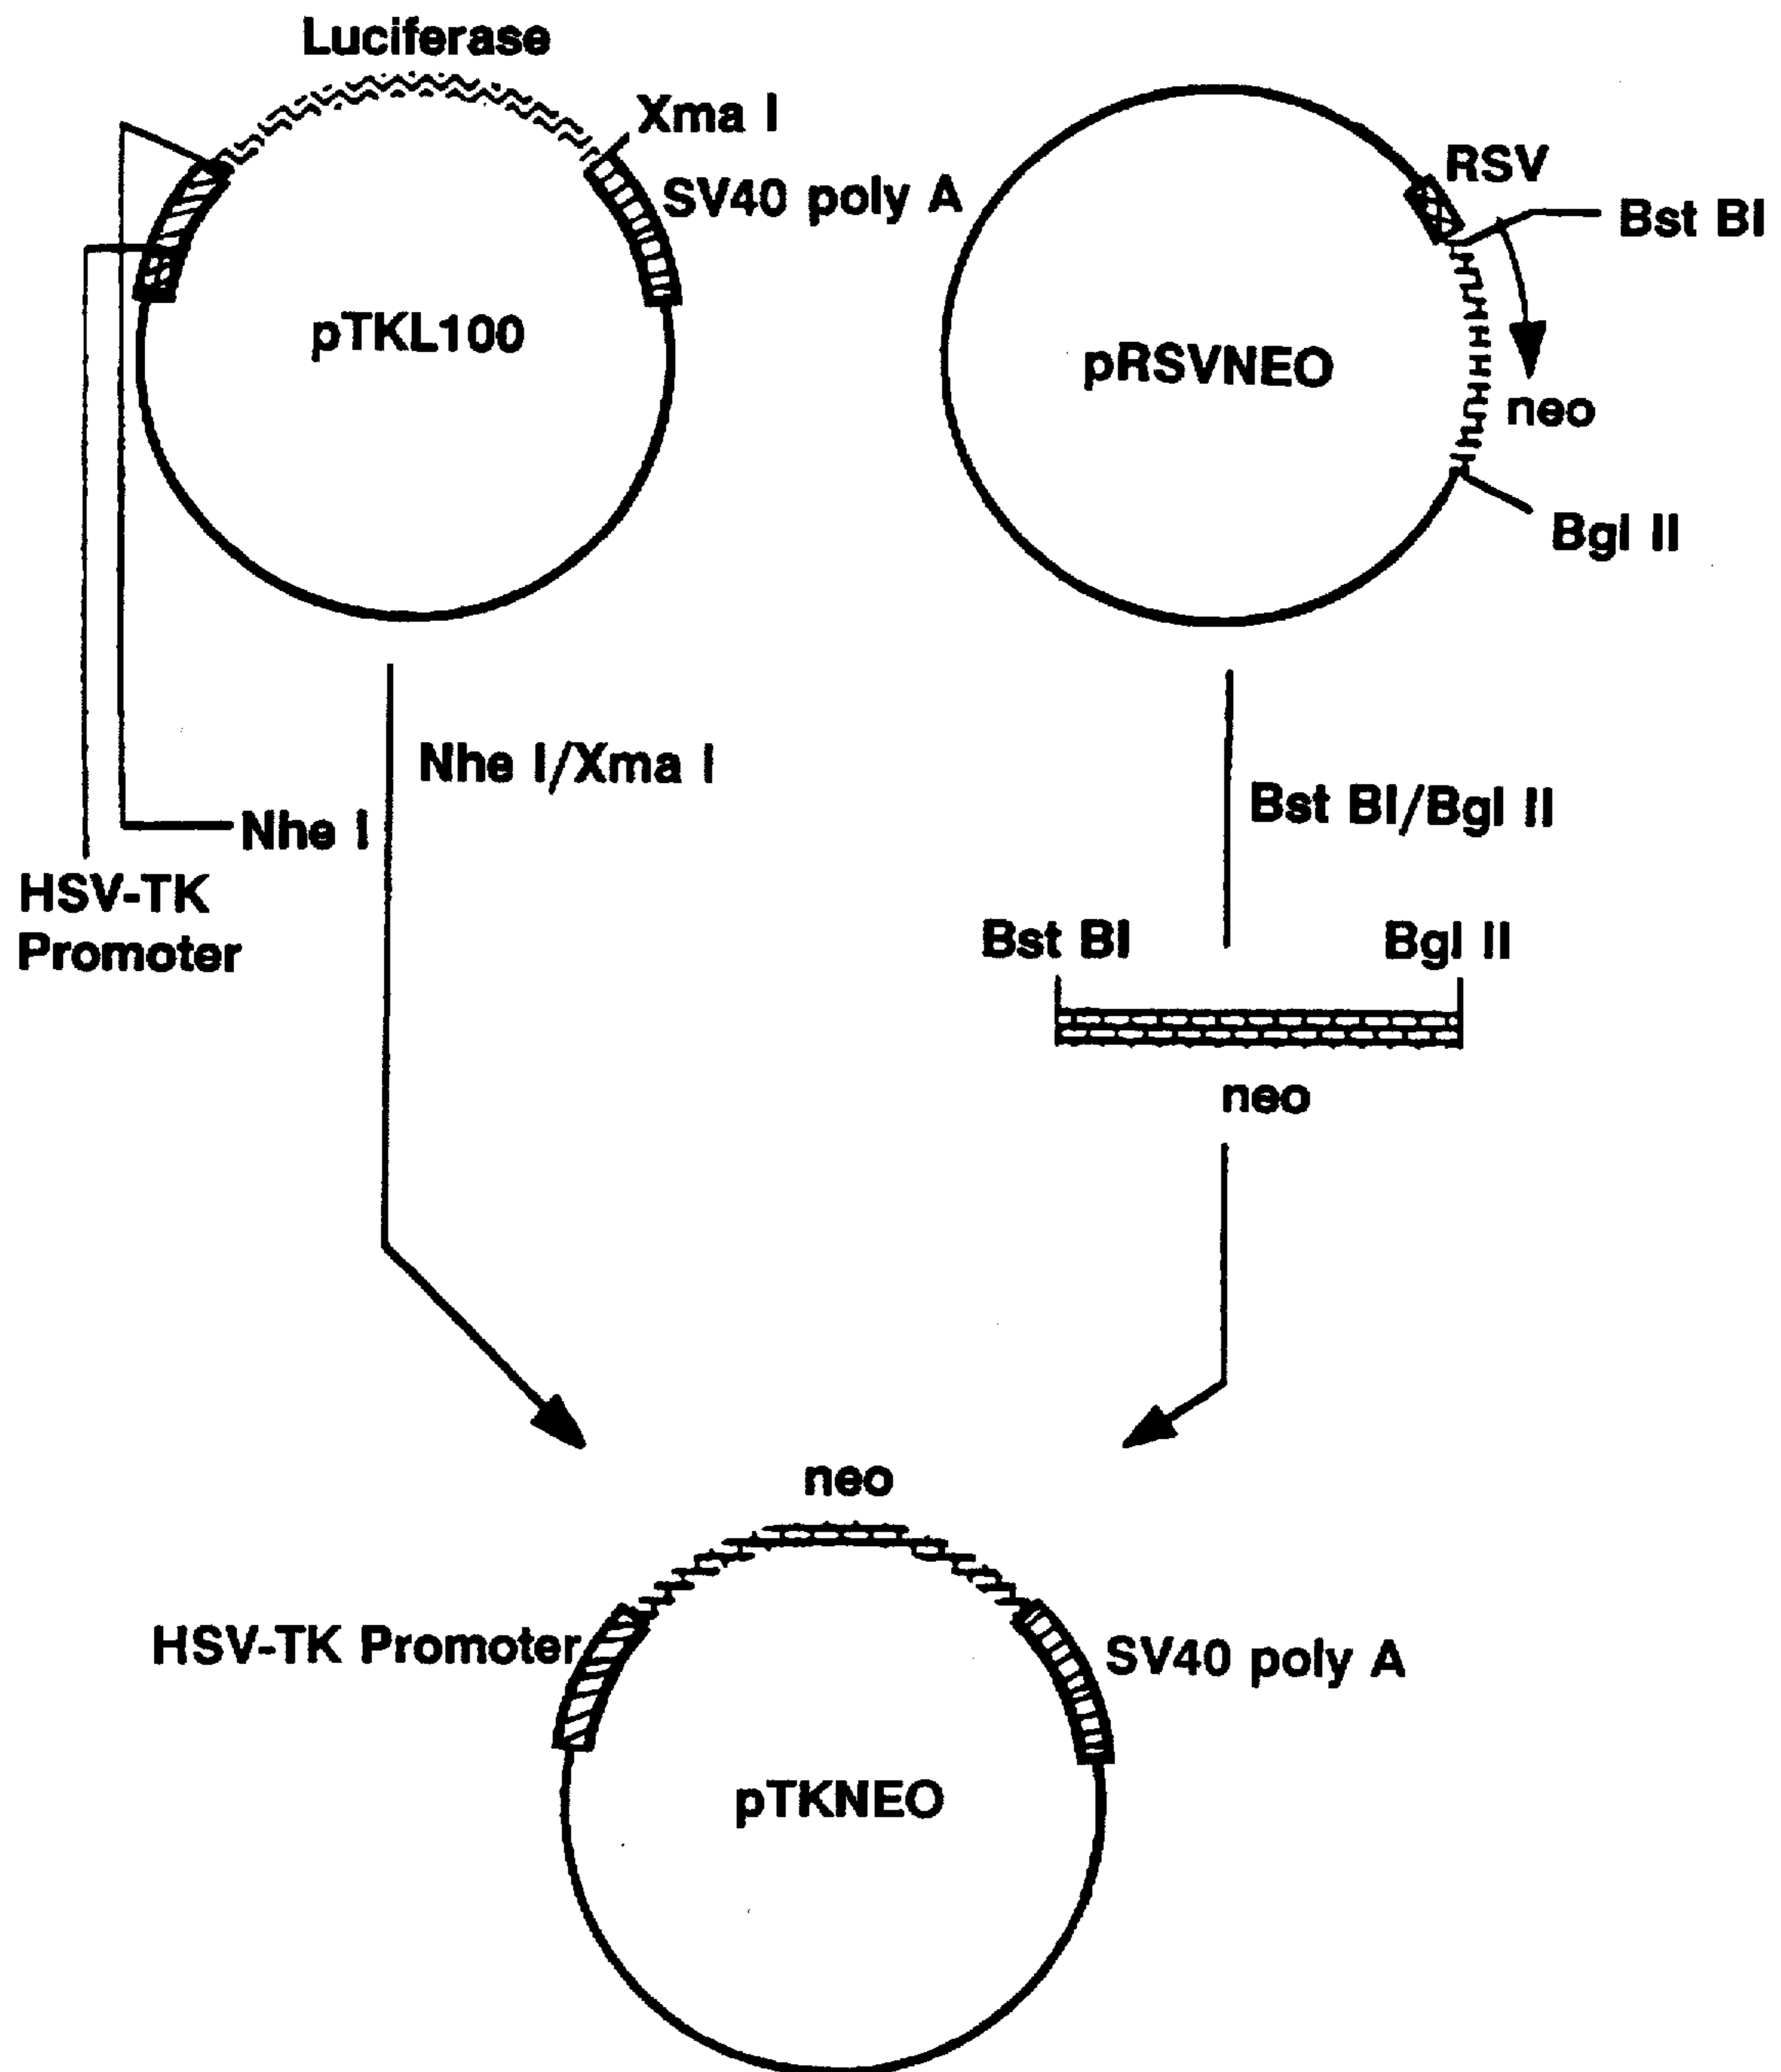 Luciferase
Xma I
SV40 poly A
pTKL100
RSV
Bst BI
pRSVNEO
neo
Bgl II
Nhe I/Xma I
Nhe I
HSV-TK
Promoter
Bst BI/Bgl II
Bst BI
Bgl II
neo
neo
HSV-TK Promoter
SV40 poly A
pTKNEO